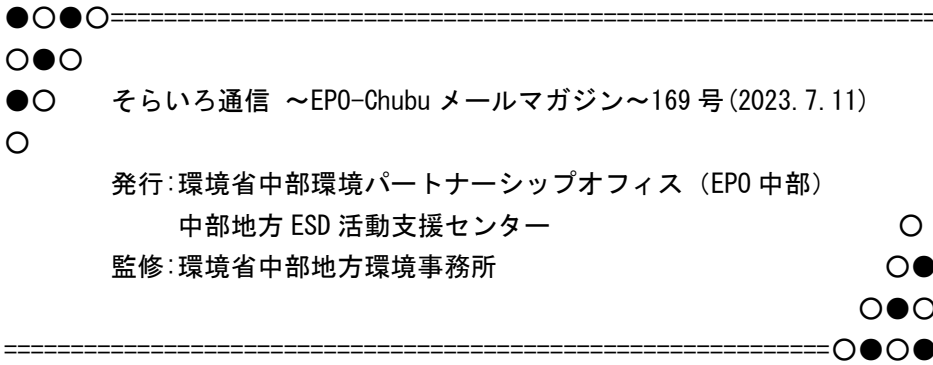 ●○●○====================================================
○●○
●○ そらいろ通信 ～EPO-Chubu メールマガジン～169 号(2023.7.11)
○
発行:環境省中部環境パートナーシップオフィス（EPO 中部）
中部地方 ESD 活動支援センター ○
監修:環境省中部地方環境事務所 ○●
○●○
====================================================○●○●